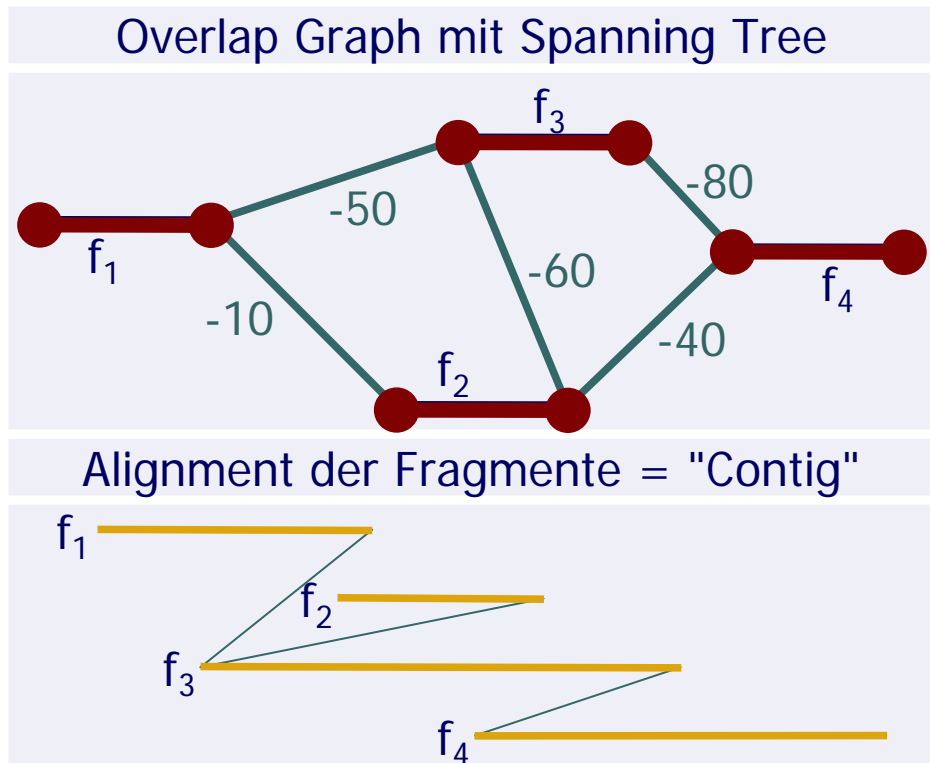 Overlap Graph mit Spanning Tree
f3
-50
-80
f1
-60
f4
-10
-40
f2
Alignment der Fragmente = "Contig"
f1
f2
f3
f4